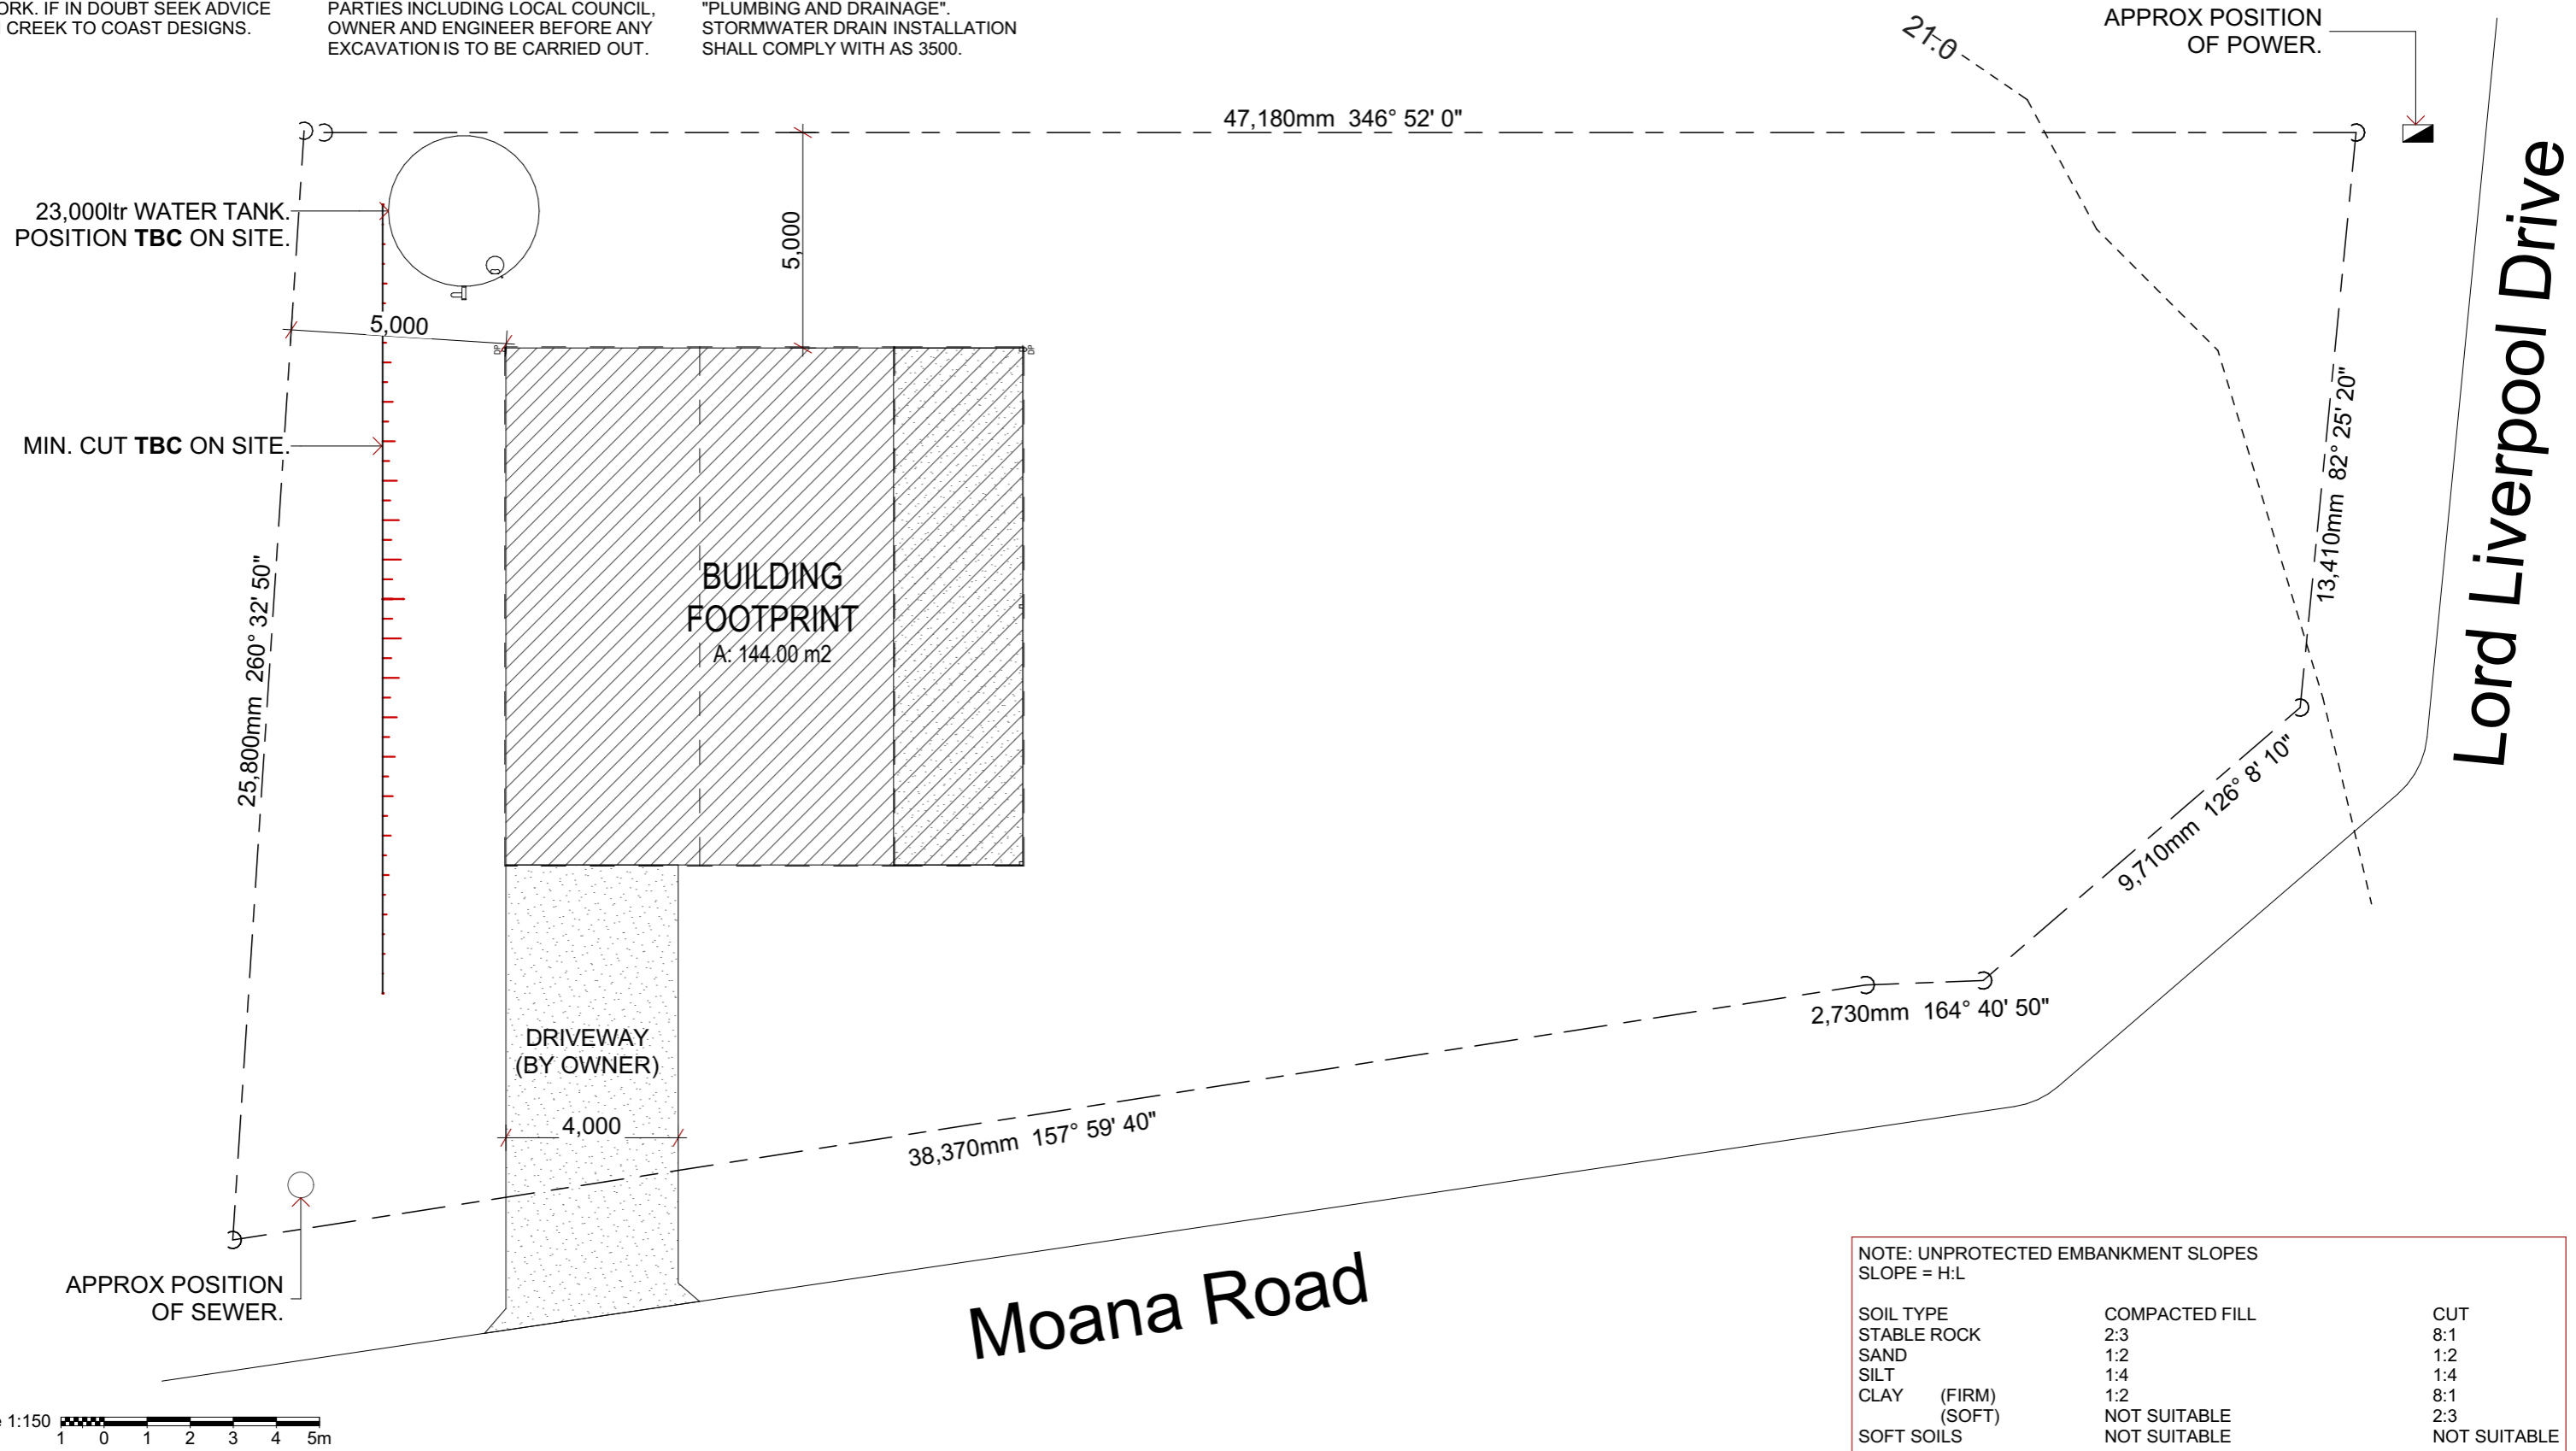 ORK. IF IN DOUBT SEEK ADVICE
CREEK TO COAST DESIGNS.
PARTIES INCLUDING LOCAL COUNCIL,
OWNER AND ENGINEER BEFORE ANY
EXCAVATION IS TO BE CARRIED OUT.
"PLUMBING AND DRAINAGE".
STORMWATER DRAIN INSTALLATION
SHALL COMPLY WITH AS 3500.
21.0
APPROX POSITION
OF POWER.
47,180mm 346° 52' 0"
23,000ltr WATER TANK.
POSITION TBC ON SITE.
5,000
5,000
DP
DP
MIN. CUT TBC ON SITE.
13,410mm 82° 25' 20"
Lord Liverpool Drive
25,800mm 260° 32' 50"
BUILDING
FOOTPRINT
A: 144.00 m2
9,710mm 126° 8' 10"
2,730mm 164° 40' 50"
DRIVEWAY
(BY OWNER)
4,000
38,370mm 157° 59' 40"
APPROX POSITION
OF SEWER.
Moana Road
NOTE: UNPROTECTED EMBANKMENT SLOPES
SLOPE = H:L
SOIL TYPE COMPACTED FILL CUT
STABLE ROCK 2:3 8:1
SAND 1:2 1:2
SILT 1:4 1:4
CLAY (FIRM) 1:2 8:1
(SOFT) NOT SUITABLE 2:3
SOFT SOILS NOT SUITABLE NOT SUITABLE
1:150
1 0 1 2 3 4 5m